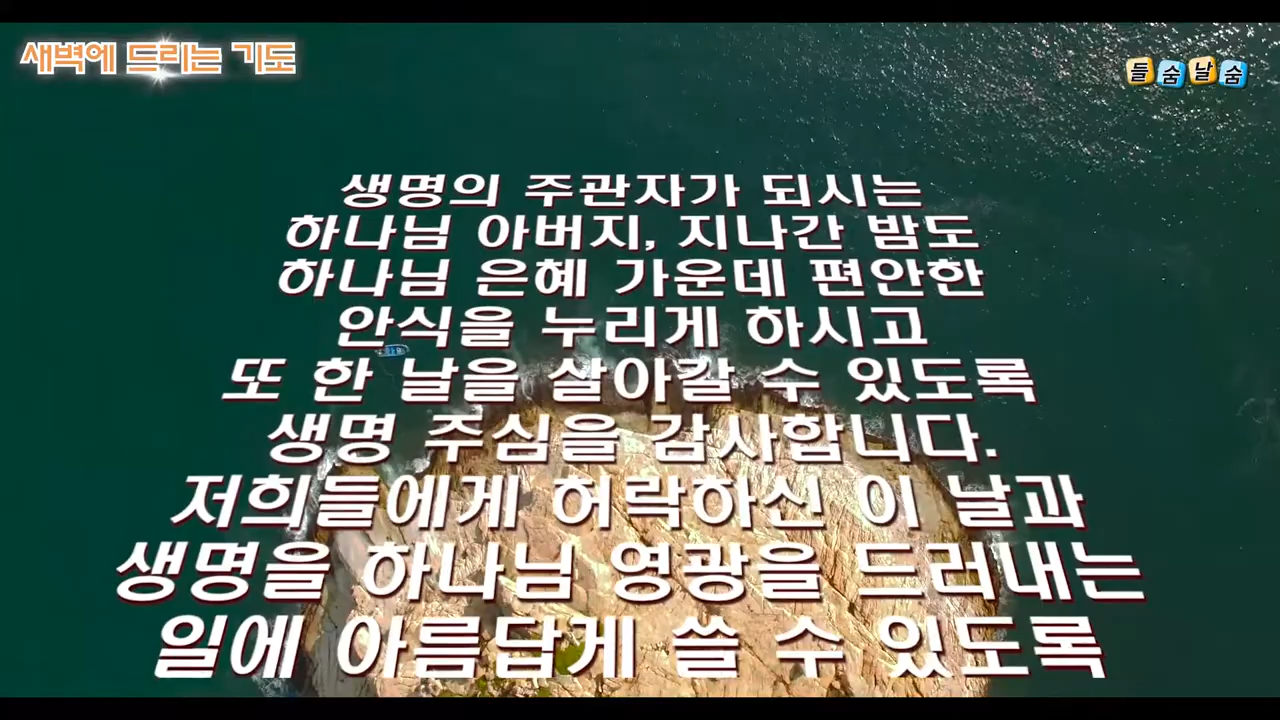 새벽에 드리는 기도
들숨날숨
생명의 주관자가 되시는
하나님 아버지, 지나간 밤도
하나님 은혜 가운데 편안한
안식을 누리게 하시고
또 한 날을 살아갈 수 있도록
생명 주심을 감사합니다.
저희들에게 허락하신 이 날과
생명을 하나님 영광을 드러내는
일에 아름답게 쓸 수 있도록